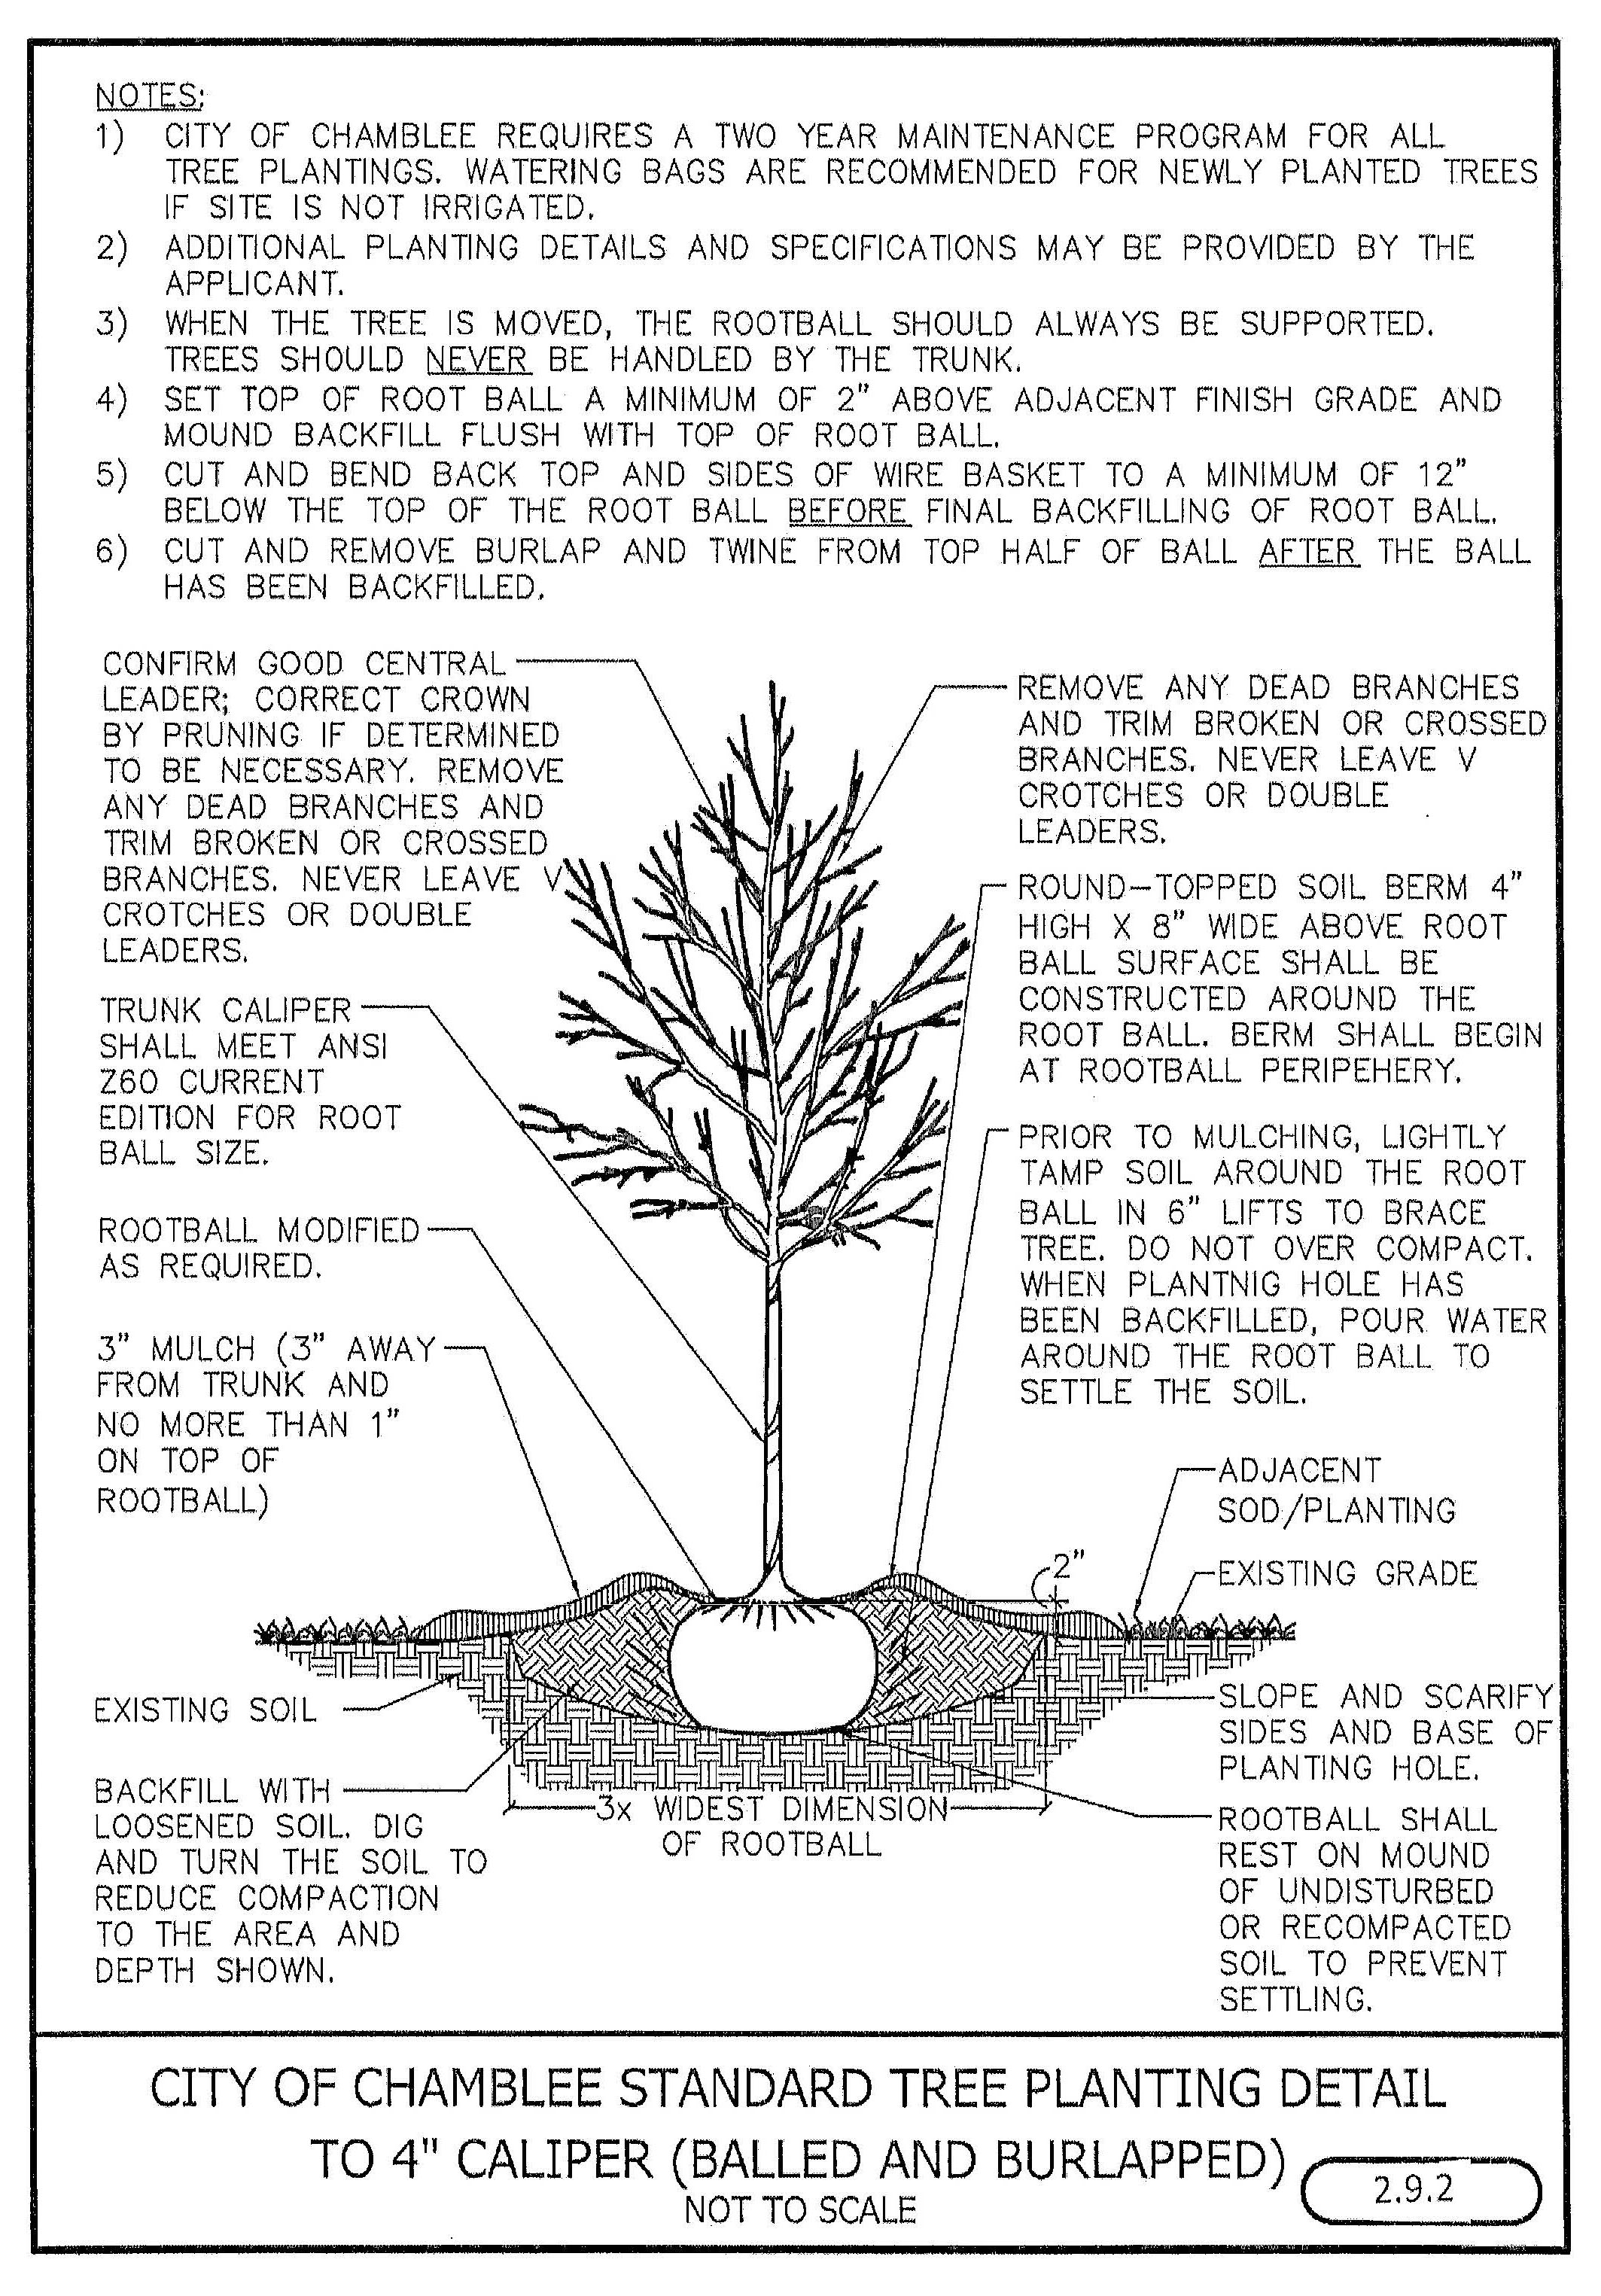 NOTES:
1) CITY OF CHAMBLEE REQUIRES A TWO YEAR MAINTENANCE PROGRAM FOR ALL
TREE PLANTINGS. WATERING BAGS ARE RECOMMENDED FOR NEWLY PLANTED TREES
IF SITE IS NOT IRRIGATED.
2) ADDITIONAL PLANTING DETAILS AND SPECIFICATIONS MAY BE PROVIDED BY THE
APPLICANT.
3) WHEN THE TREE IS MOVED, THE ROOTBALL SHOULD ALWAYS BE SUPPORTED.
TREES SHOULD NEVER BE HANDLED BY THE TRUNK.
4) SET TOP OF ROOT BALL A MINIMUM OF 2" ABOVE ADJACENT FINISH GRADE AND
MOUND BACKFILL FLUSH WITH TOP OF ROOT BALL.
5) CUT AND BEND BACK TOP AND SIDES OF WIRE BASKET TO A MINIMUM OF 12"
BELOW THE TOP OF THE ROOT BALL BEFORE FINAL BACKFILLING OF ROOT BALL.
6) CUT AND REMOVE BURLAP AND TWINE FROM TOP HALF OF BALL AFTER THE BALL
HAS BEEN BACKFILLED.
CONFIRM GOOD CENTRAL
LEADER; CORRECT CROWN
BY PRUNING IF DETERMINED
TO BE NECESSARY. REMOVE
ANY DEAD BRANCHES AND
TRIM BROKEN OR CROSSED
BRANCHES. NEVER LEAVE V
CROTCHES OR DOUBLE
LEADERS.
TRUNK CALIPER
SHALL MEET ANSI
Z60 CURRENT
EDITION FOR ROOT
BALL SIZE.
ROOTBALL MODIFIED
AS REQUIRED.
3" MULCH (3" AWAY
FROM TRUNK AND
NO MORE THAN 1"
ON TOP OF
ROOTBALL)
EXISTING SOIL
BACKFILL WITH
LOOSENED SOIL. DIG
AND TURN THE SOIL TO
REDUCE COMPACTION
TO THE AREA AND
DEPTH SHOWN.
REMOVE ANY DEAD BRANCHES
AND TRIM BROKEN OR CROSSED
BRANCHES. NEVER LEAVE V
CROTCHES OR DOUBLE
LEADERS.
ROUND-TOPPED SOIL BERM 4"
HIGH X 8" WIDE ABOVE ROOT
BALL SURFACE SHALL BE
CONSTRUCTED AROUND THE
ROOT BALL. BERM SHALL BEGIN
AT ROOTBALL PERIPEHERY.
PRIOR TO MULCHING, LIGHTLY
TAMP SOIL AROUND THE ROOT
BALL IN 6" LIFTS TO BRACE
TREE. DO NOT OVER COMPACT.
WHEN PLANTNIG HOLE HAS
BEEN BACKFILLED, POUR WATER
AROUND THE ROOT BALL TO
SETTLE THE SOIL.
ADJACENT
SOD/PLANTING
2"
EXISTING GRADE
SLOPE AND SCARIFY
SIDES AND BASE OF
PLANTING HOLE.
3x WIDEST DIMENSION
OF ROOTBALL
ROOTBALL SHALL
REST ON MOUND
OF UNDISTURBED
OR RECOMPACTED
SOIL TO PREVENT
SETTLING.
CITY OF CHAMBLEE STANDARD TREE PLANTING DETAIL
TO 4" CALIPER (BALLED AND BURLAPPED)
NOT TO SCALE
2.9.2